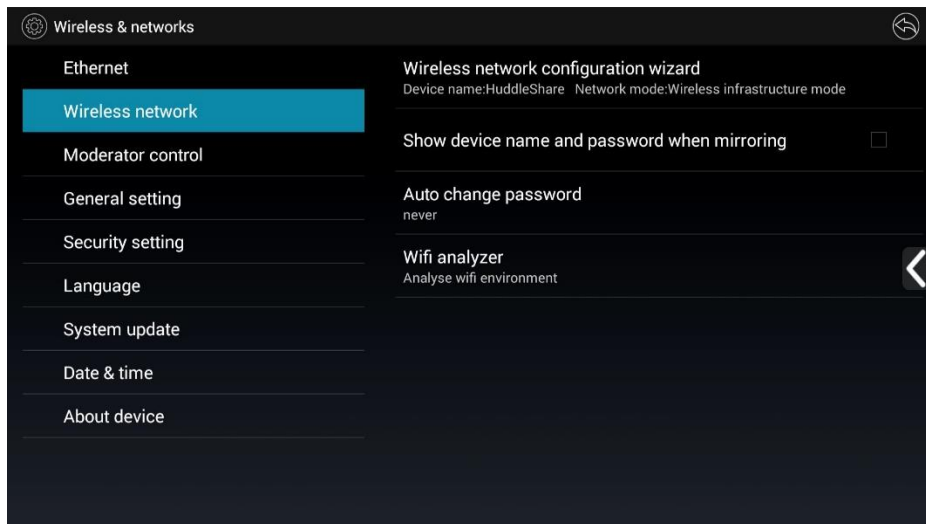 Wireless & networks
Ethernet
Wireless network
Moderator control
General setting
Security setting
Language
System update
Date & time
About device
Wireless network configuration wizard
Device name:HuddleShare Network mode:Wireless infrastructure mode
Show device name and password when mirroring
Auto change password
never
Wifi analyzer
Analyse wifi environment